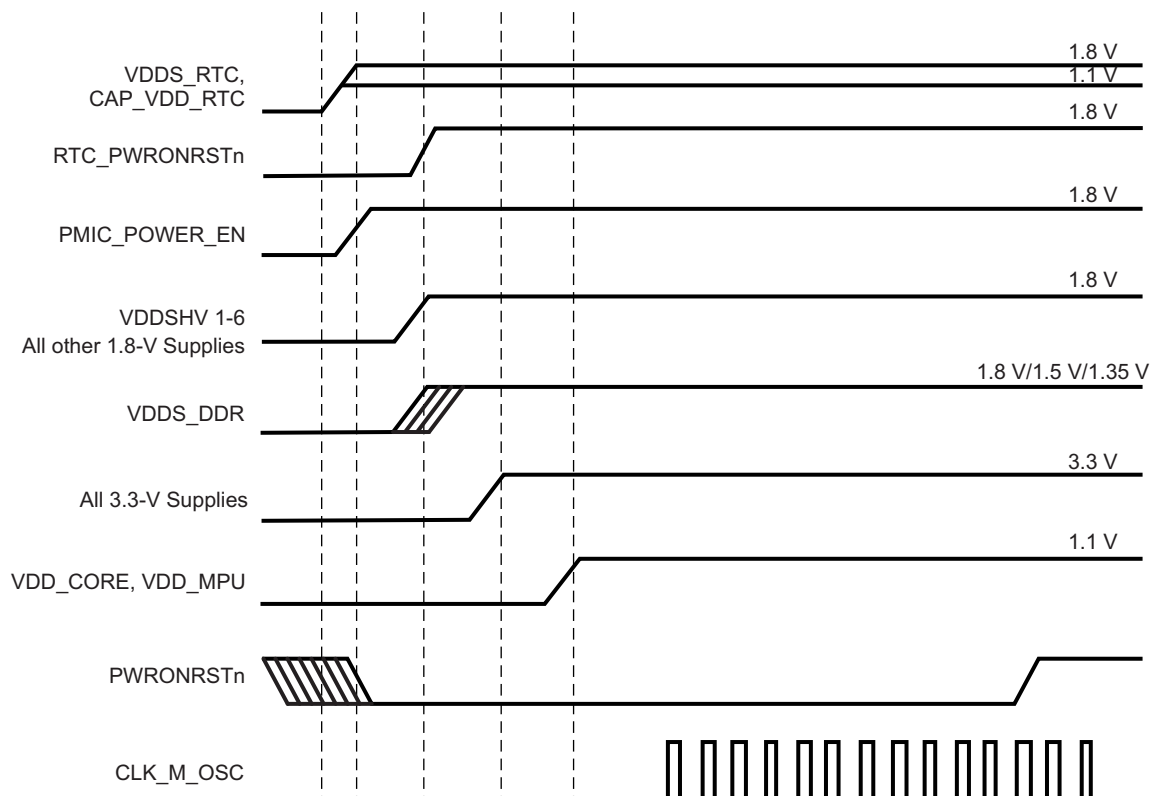 1.8 V
VDDS_RTC,
1.1 V
CAP_VDD_RTC
1.8 V
RTC_PWRONRSTn
1.8 V
PMIC_POWER_EN
1.8 V
VDDSHV 1-6
All other 1.8-V Supplies
1.8 V/1.5 V/1.35 V
VDDS_DDR
3.3 V
All 3.3-V Supplies
1.1 V
VDD_CORE, VDD_MPU
PWRONRSTn
CLK_M_OSC